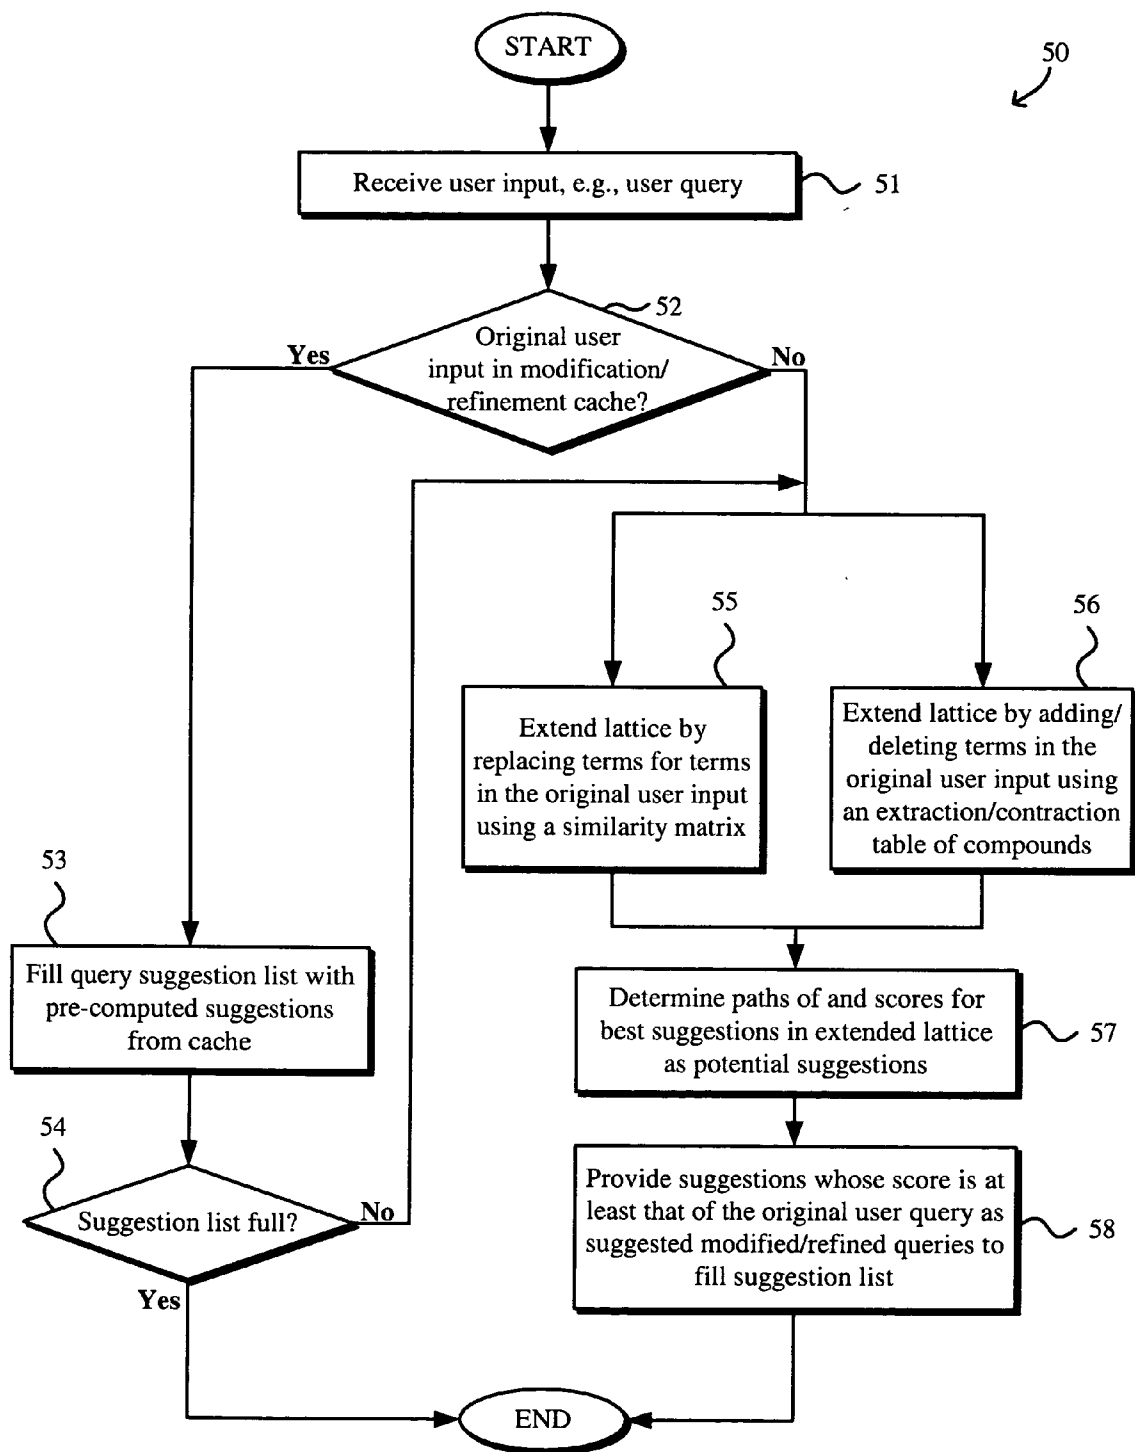 START
50
Receive user input, e.g., user query
51
52
Original user
input in modification/
refinement cache?
Yes
No
55
56
Extend lattice by
replacing terms for terms
in the original user input
using a similarity matrix
Extend lattice by adding/
deleting terms in the
original user input using
an extraction/contraction
table of compounds
53
Fill query suggestion list with
pre-computed suggestions
from cache
Determine paths of and scores for
best suggestions in extended lattice
as potential suggestions
57
54
Suggestion list full?
No
Yes
Provide suggestions whose score is at
least that of the original user query as
suggested modified/refined queries to
fill suggestion list
58
END